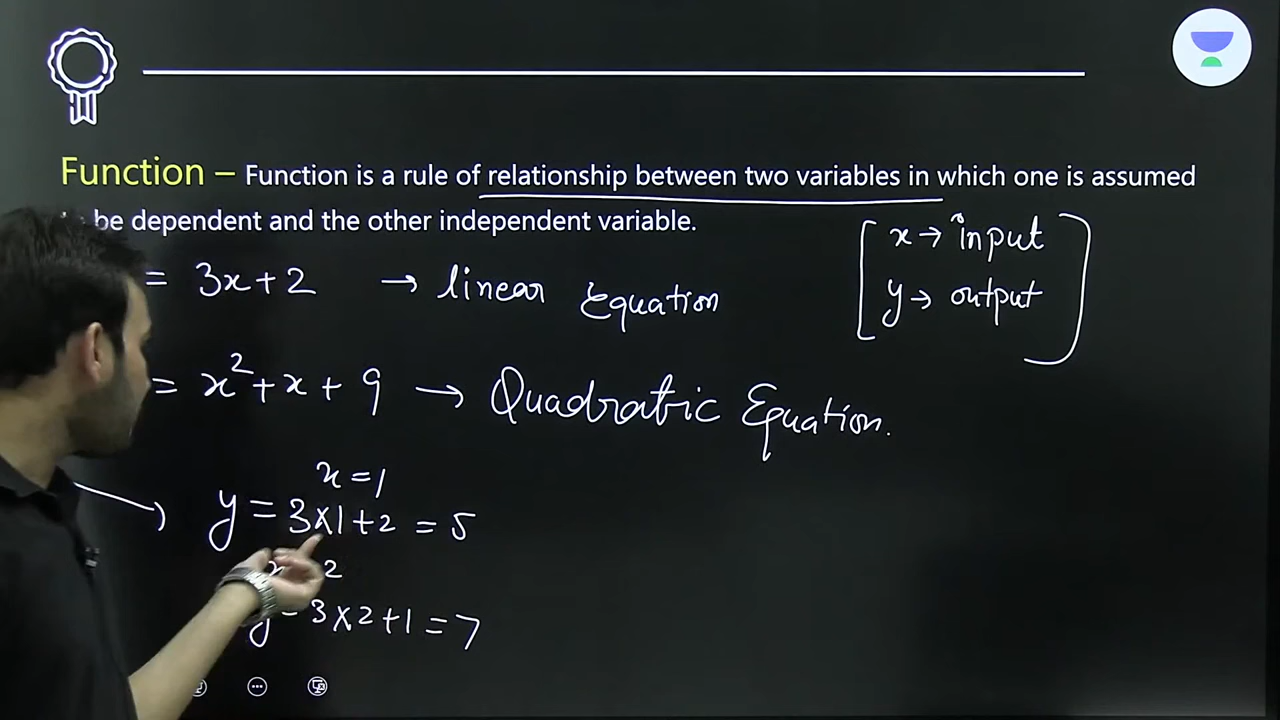 Function – Function is a rule of relationship between two variables in which one is assumed
be dependent and the other independent variable.
x → input
y → output
= 3x + 2 → linear Equation
= x² + x + 9 → Quadratic Equation.
x = 1
y = 3×1+2 = 5
2
y = 3×2+1 = 7